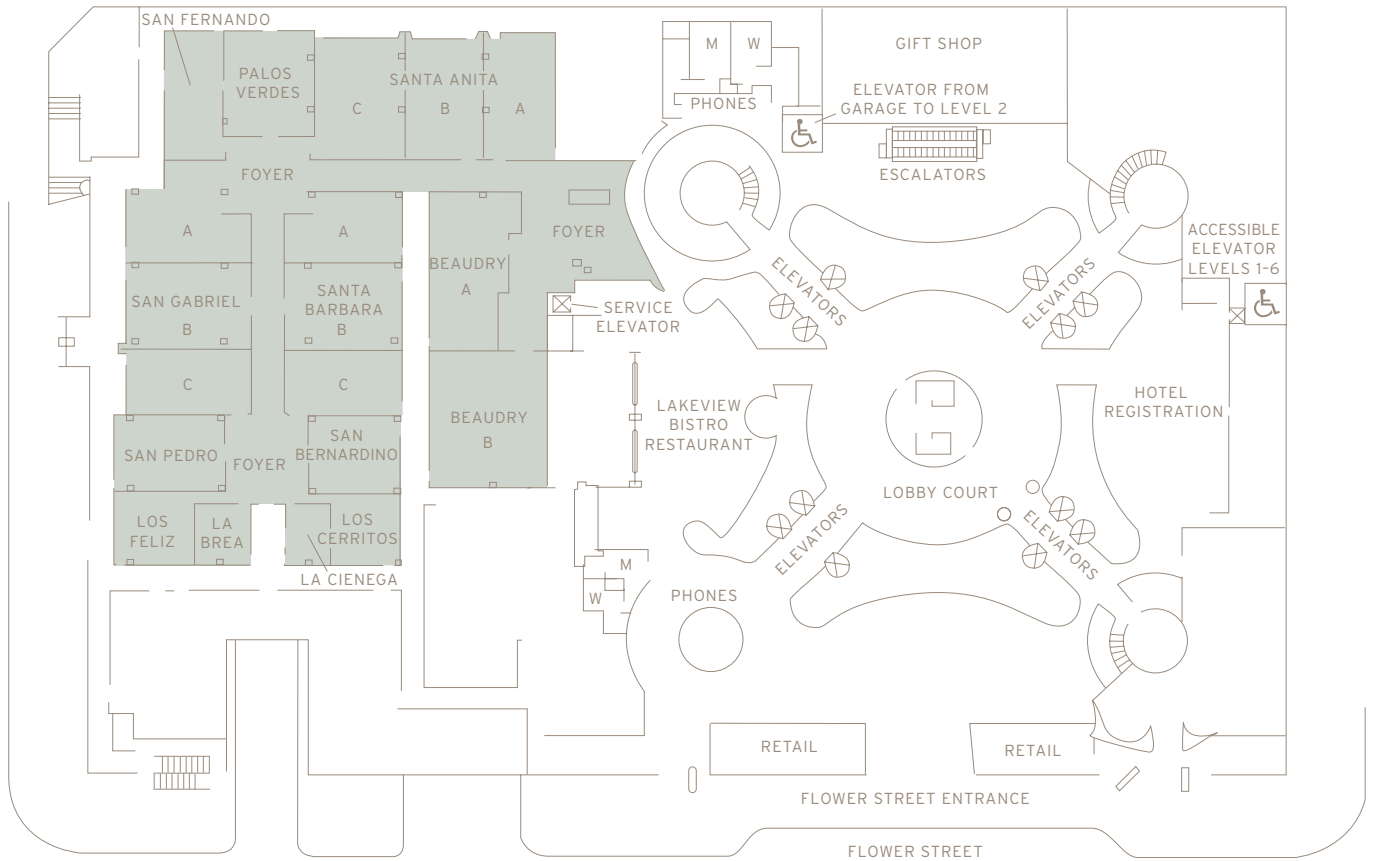 SAN FERNANDO
M
W
GIFT SHOP
PALOS
VERDES
SANTA ANITA
C
B
A
PHONES
ELEVATOR FROM
GARAGE TO LEVEL 2
FOYER
ESCALATORS
A
A
FOYER
ACCESSIBLE
ELEVATOR
LEVELS 1-6
BEAUDRY
A
ELEVATORS
ELEVATORS
SAN GABRIEL
B
SANTA
BARBARA
B
SERVICE
ELEVATOR
C
C
BEAUDRY
B
LAKEVIEW
BISTRO
RESTAURANT
HOTEL
REGISTRATION
SAN PEDRO
FOYER
SAN
BERNARDINO
LOBBY COURT
LOS
FELIZ
LA
BREA
LOS
CERRITOS
LA CIENEGA
ELEVATORS
ELEVATORS
M
W
PHONES
RETAIL
RETAIL
FLOWER STREET ENTRANCE
FLOWER STREET